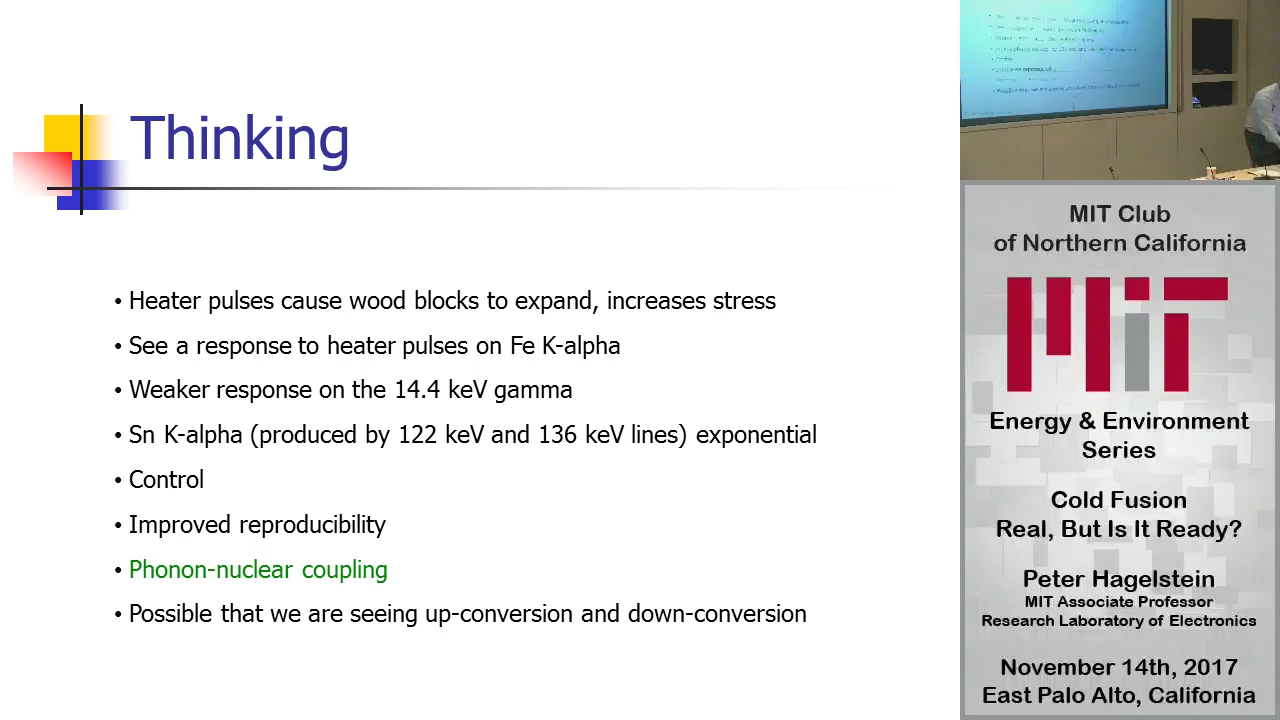 Thinking
• Heater pulses cause wood blocks to expand, increases stress
• See a response to heater pulses on Fe K-alpha
• Weaker response on the 14.4 keV gamma
• Sn K-alpha (produced by 122 keV and 136 keV lines) exponential
• Control
• Improved reproducibility
• Phonon-nuclear coupling
• Possible that we are seeing up-conversion and down-conversion
MIT Club
of Northern California
MIT
Energy & Environment
Series
Cold Fusion
Real, But Is It Ready?
Peter Hagelstein
MIT Associate Professor
Research Laboratory of Electronics
November 14th, 2017
East Palo Alto, California